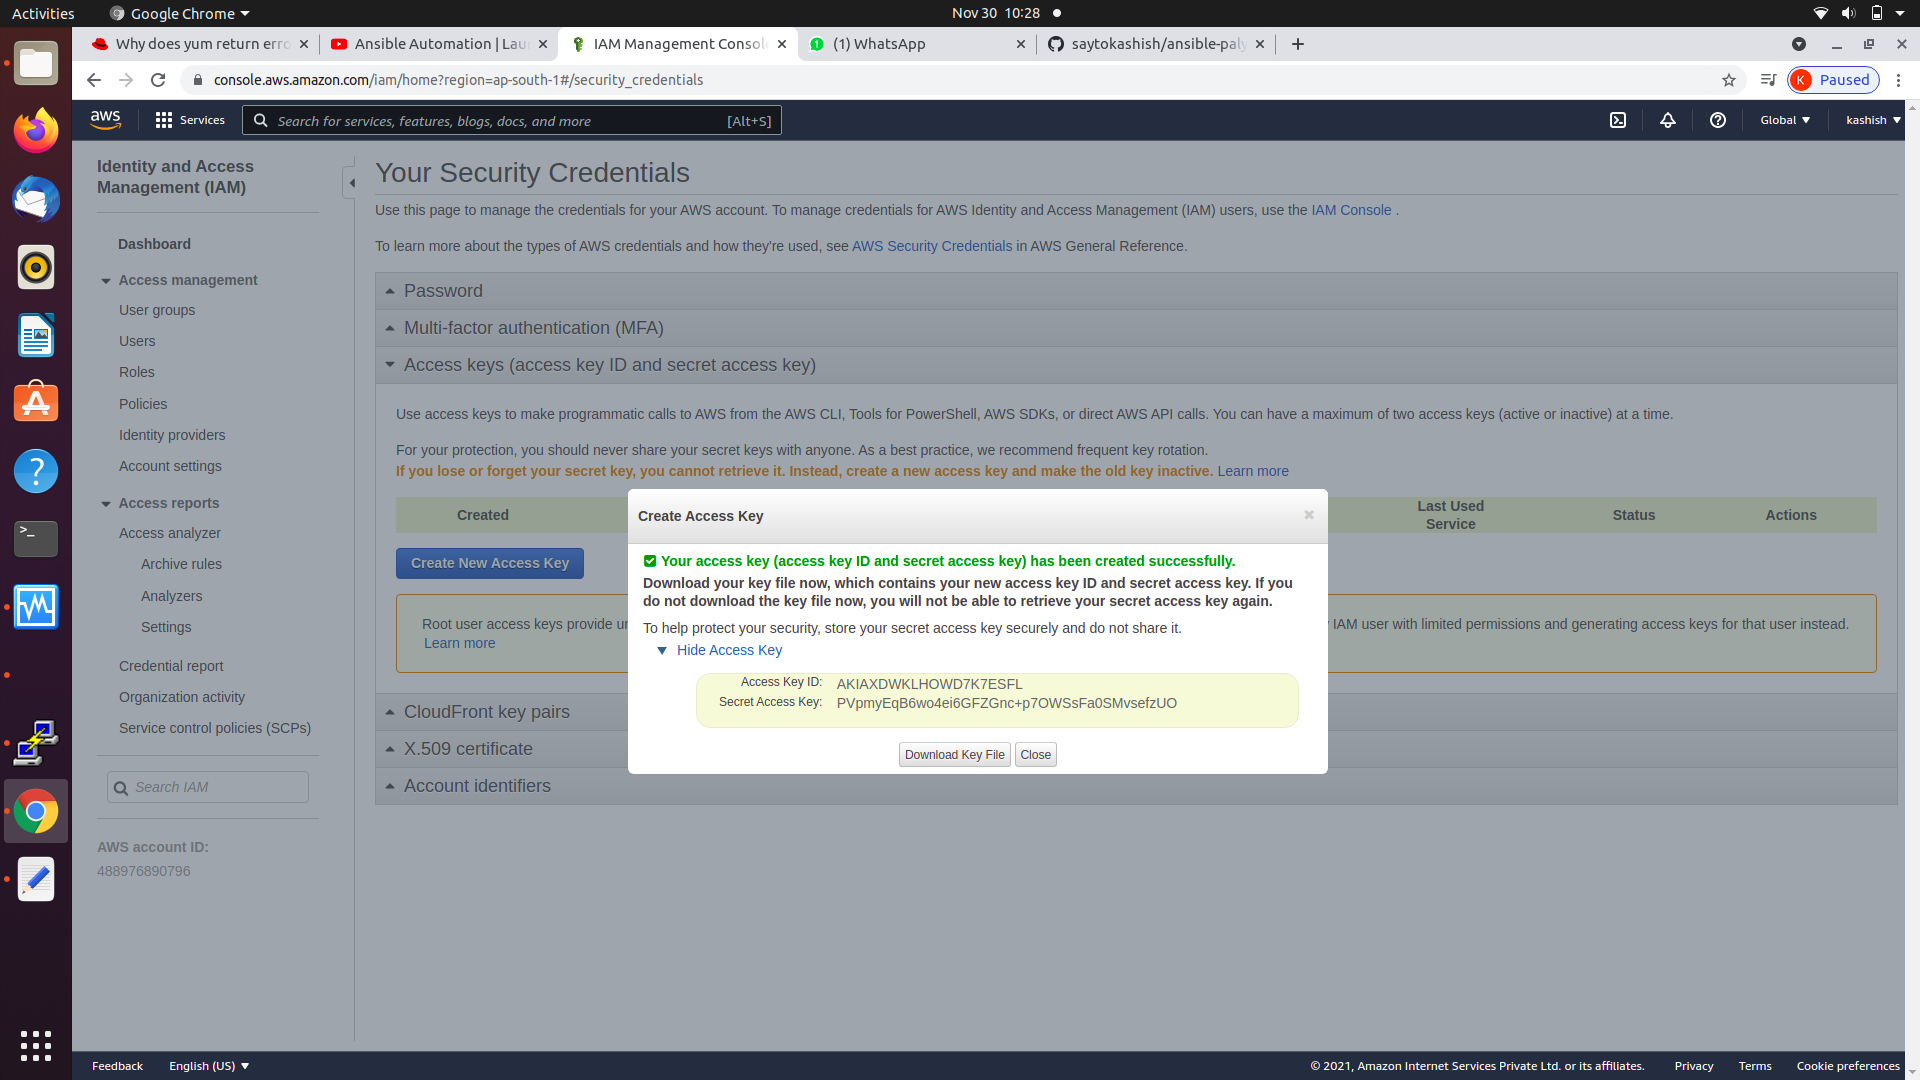 Activities
Google Chrome
Nov 30 10:28
Why does yum return erro
Ansible Automation | Lau
IAM Management Consol
(1) WhatsApp
saytokashish/ansible-paly
console.aws.amazon.com/iam/home?region=ap-south-1#/security_credentials
K Paused
aws
Services
Search for services, features, blogs, docs, and more [Alt+S]
Global
kashish
Identity and Access
Management (IAM)
Dashboard
Access management
User groups
Users
Roles
Policies
Identity providers
Account settings
Access reports
Access analyzer
Archive rules
Analyzers
Settings
Credential report
Organization activity
Service control policies (SCPs)
Search IAM
AWS account ID:
488976890796
Your Security Credentials
Use this page to manage the credentials for your AWS account. To manage credentials for AWS Identity and Access Management (IAM) users, use the IAM Console .
To learn more about the types of AWS credentials and how they're used, see AWS Security Credentials in AWS General Reference.
Password
Multi-factor authentication (MFA)
Access keys (access key ID and secret access key)
Use access keys to make programmatic calls to AWS from the AWS CLI, Tools for PowerShell, AWS SDKs, or direct AWS API calls. You can have a maximum of two access keys (active or inactive) at a time.
For your protection, you should never share your secret keys with anyone. As a best practice, we recommend frequent key rotation.
If you lose or forget your secret key, you cannot retrieve it. Instead, create a new access key and make the old key inactive. Learn more
Created
Last Used
Service
Status
Actions
Create New Access Key
Root user access keys provide un
IAM user with limited permissions and generating access keys for that user instead.
Learn more
CloudFront key pairs
X.509 certificate
Account identifiers
Create Access Key
Your access key (access key ID and secret access key) has been created successfully.
Download your key file now, which contains your new access key ID and secret access key. If you
do not download the key file now, you will not be able to retrieve your secret access key again.
To help protect your security, store your secret access key securely and do not share it.
Hide Access Key
Access Key ID: AKIAXDWKLHOWD7K7ESFL
Secret Access Key: PVpmyEqB6wo4ei6GFZGnc+p7OWSsFa0SMvsefzUO
Download Key File
Close
Feedback
English (US)
© 2021, Amazon Internet Services Private Ltd. or its affiliates.
Privacy
Terms
Cookie preferences